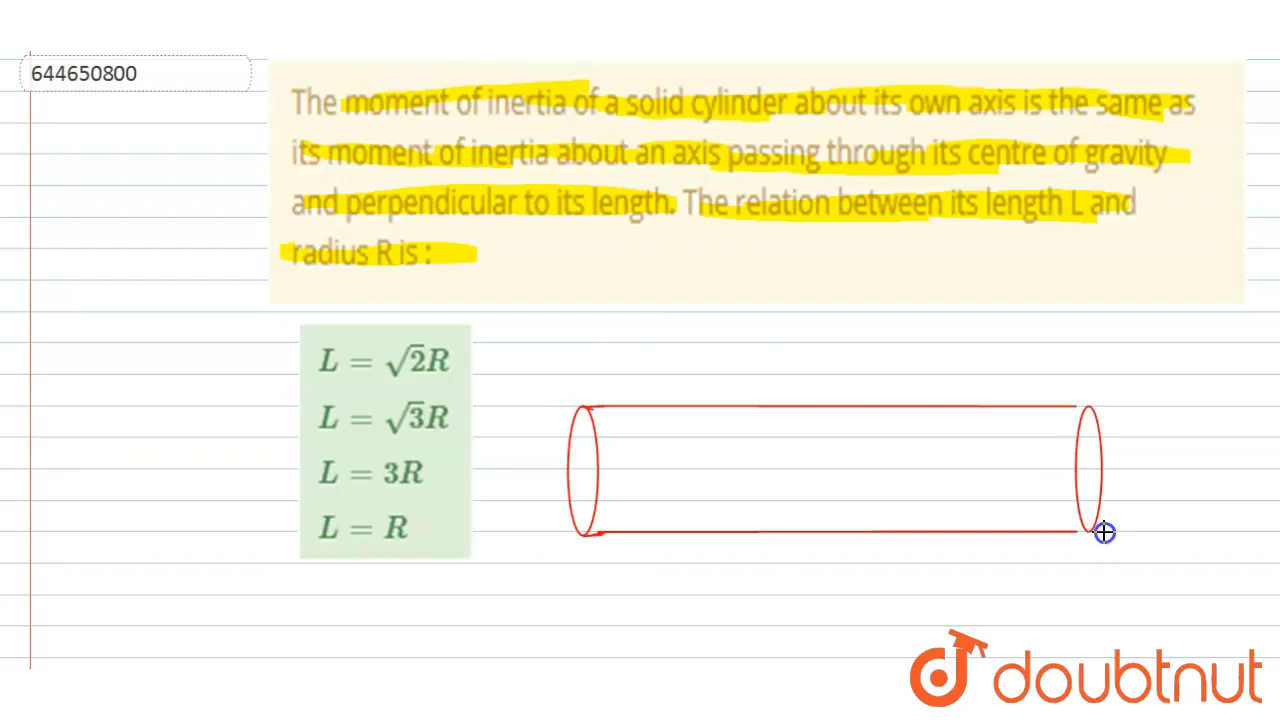 644650800
The moment of inertia of a solid cylinder about its own axis is the same as
its moment of inertia about an axis passing through its centre of gravity
and perpendicular to its length. The relation between its length L and
radius R is :
L = √2R
L = √3R
L = 3R
L = R
doubtnut